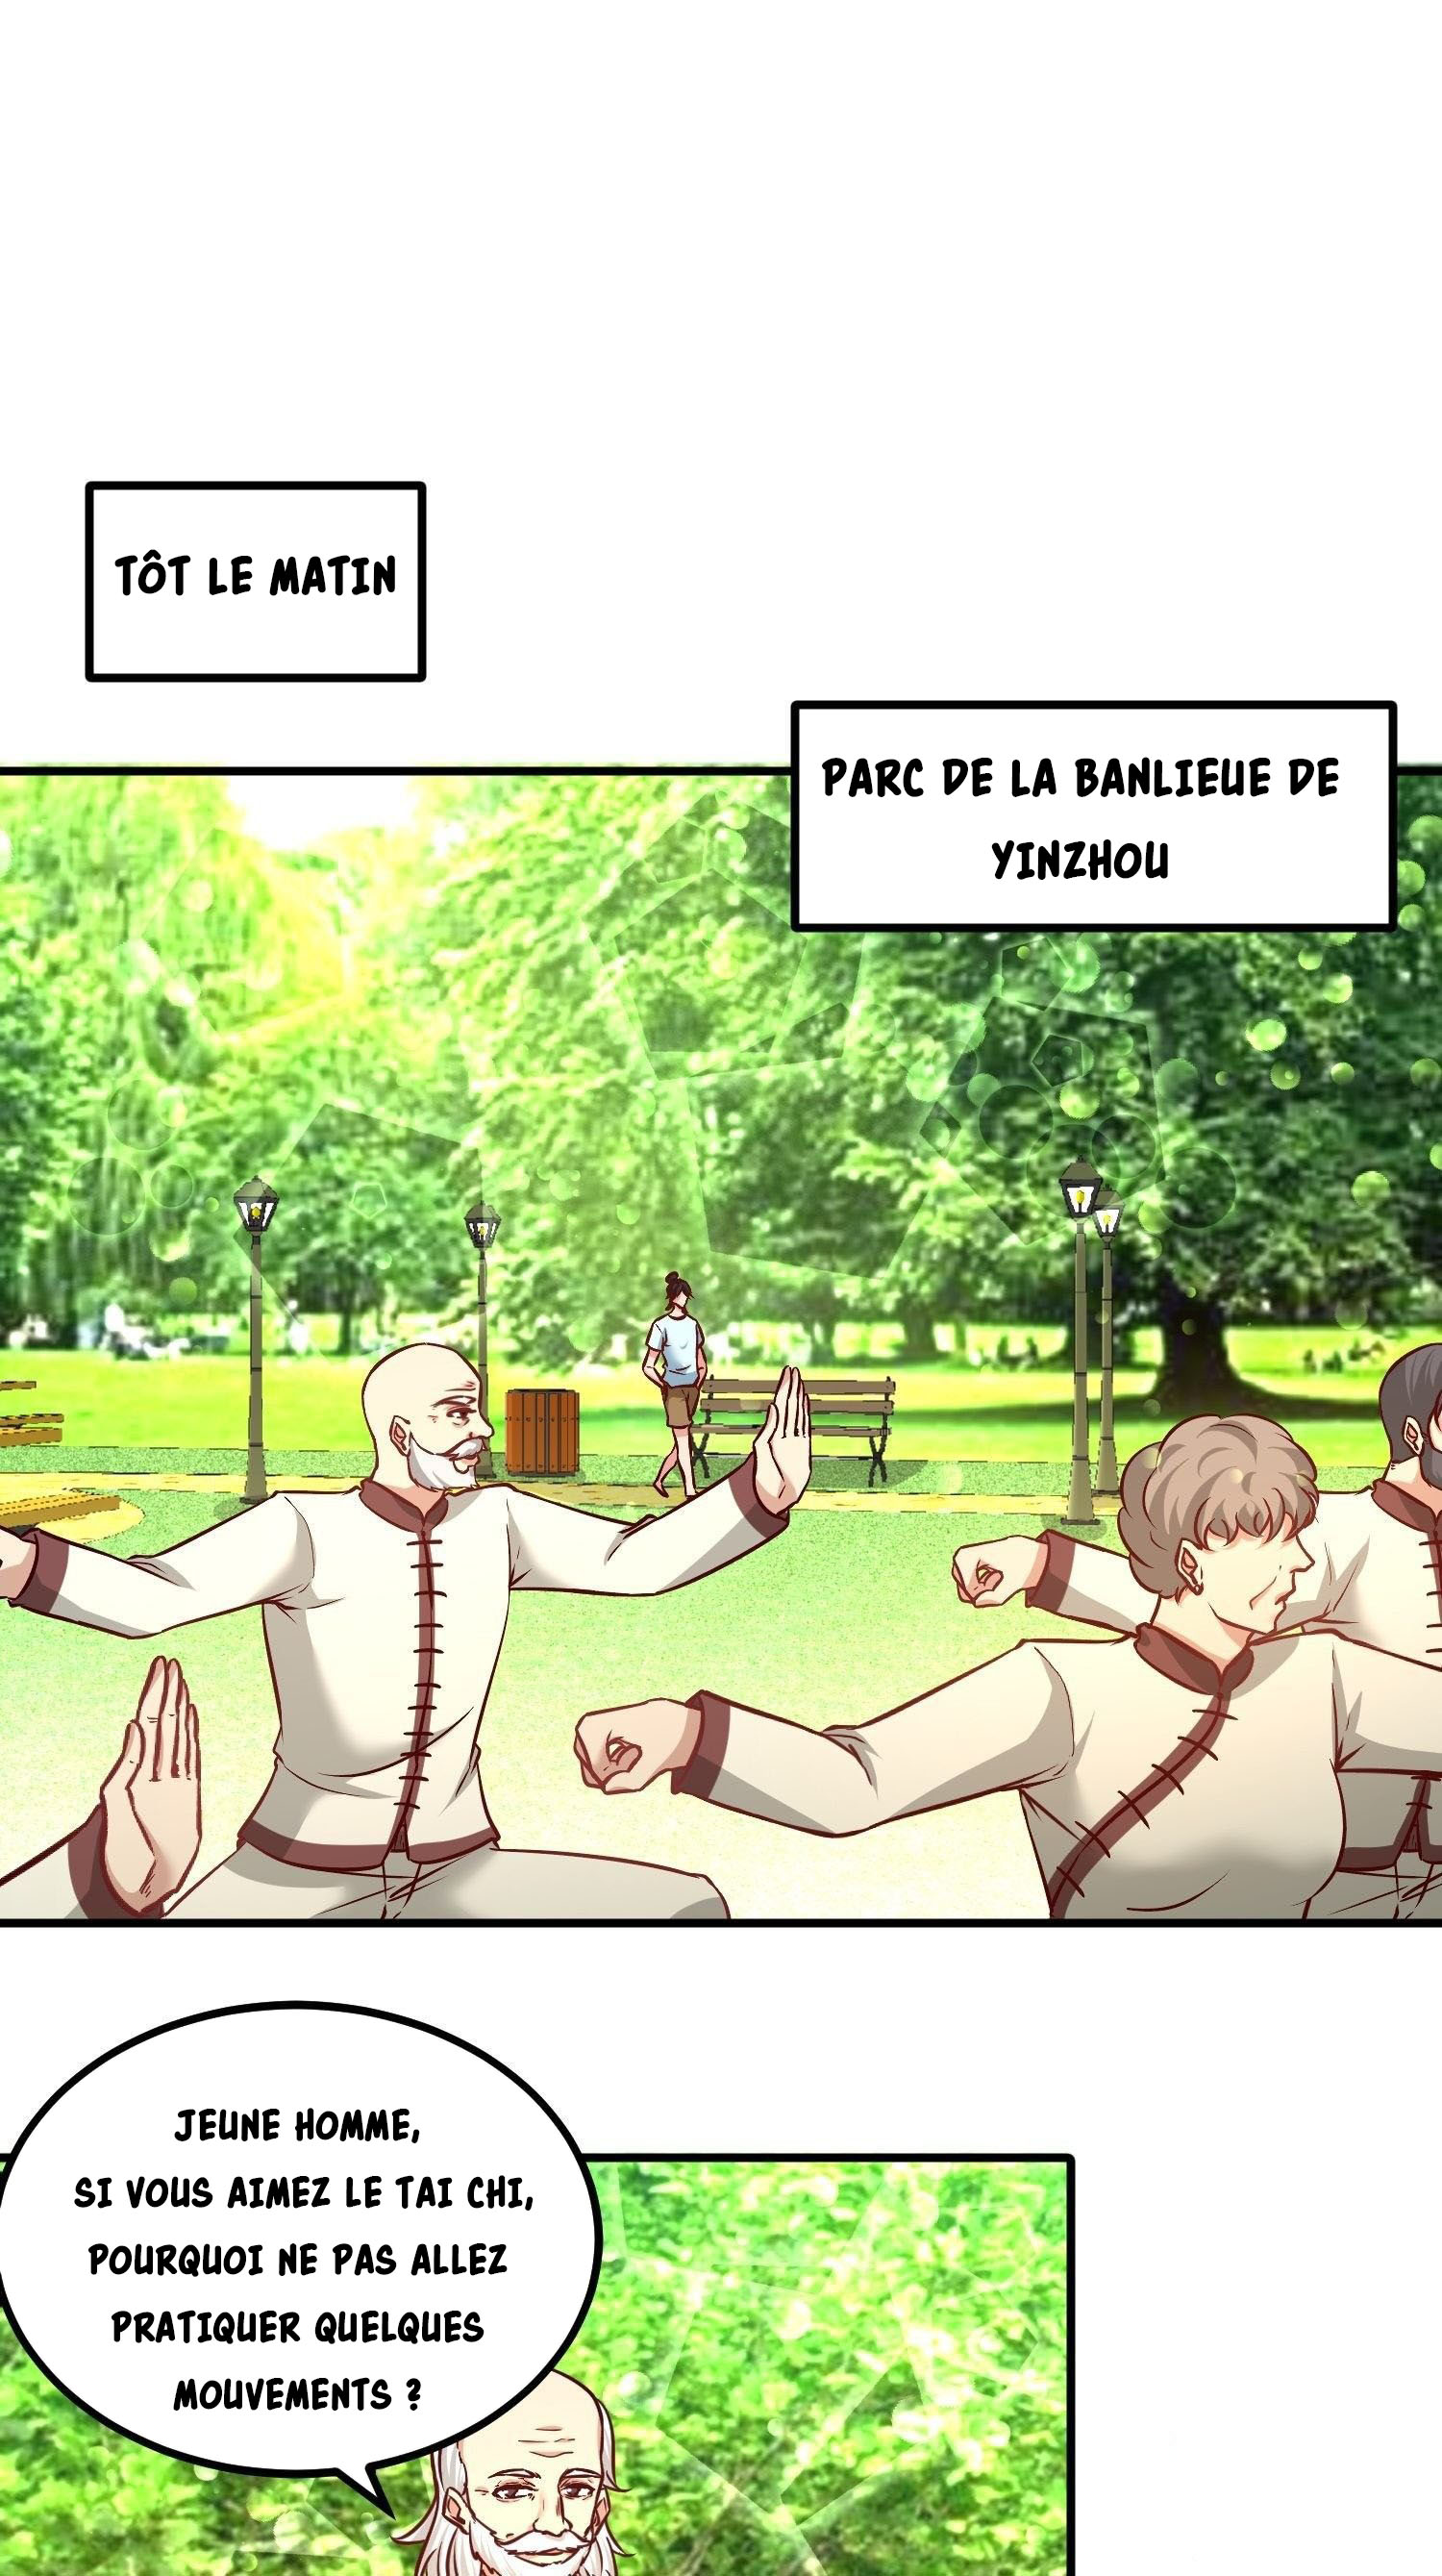 TÔT LE MATIN
PARC DE LA BANLIEUE DE
YINZHOU
JEUNE HOMME,
SI VOUS AIMEZ LE TAI CHI,
POURQUOI NE PAS ALLEZ
PRATIQUER QUELQUES
MOUVEMENTS ?